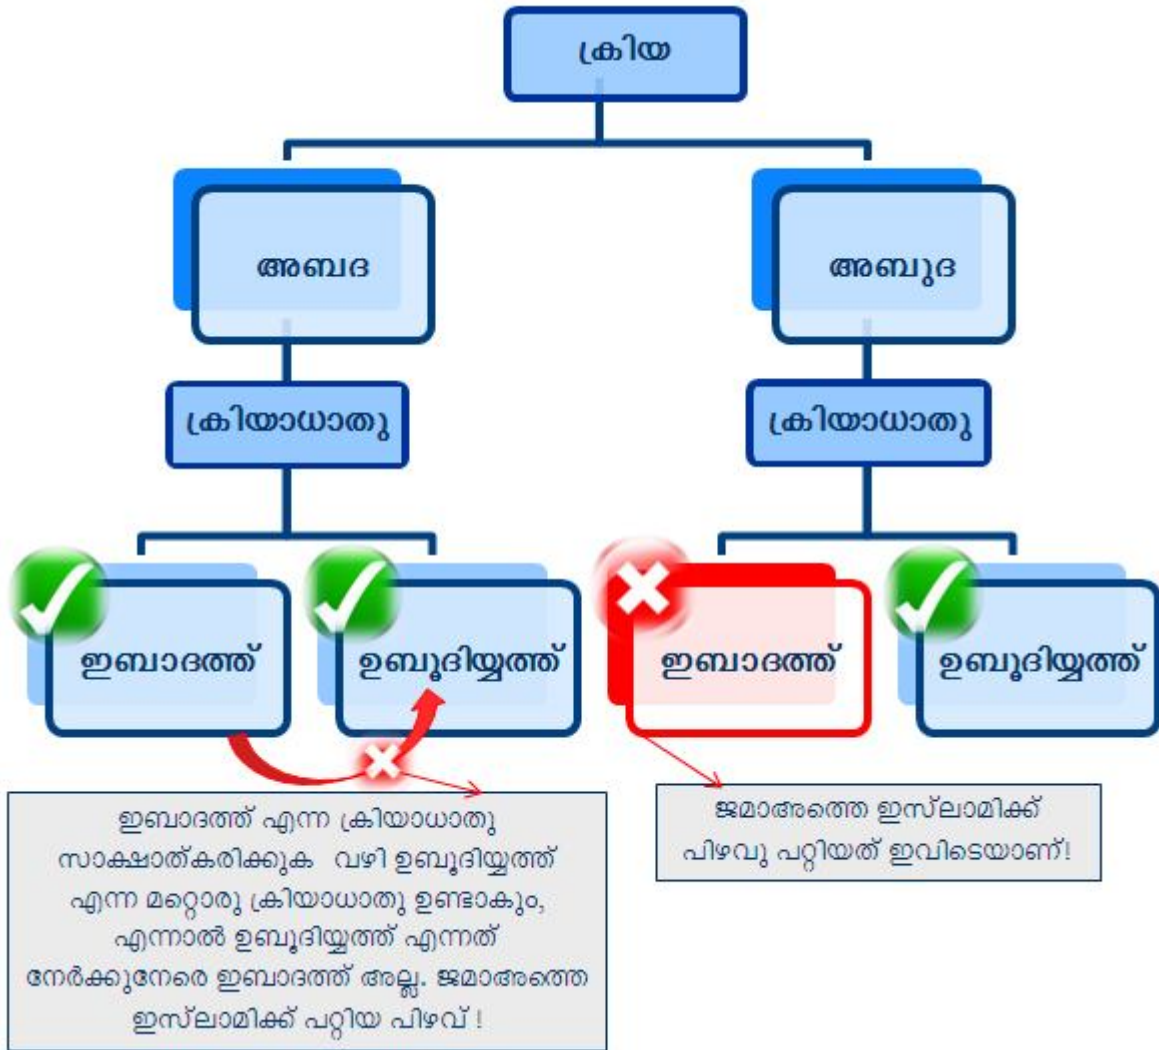 ക്രിയ
അബദ
അബുദ
ക്രിയാധാതു
ക്രിയാധാതു
ഇബാദത്ത്
ഉബൂദിയ്യത്ത്
ഇബാദത്ത്
ഉബൂദിയ്യത്ത്
ഇബാദത്ത് എന്ന ക്രിയാധാതു
സാക്ഷാത്കരിക്കുക വഴി ഉബൂദിയ്യത്ത്
എന്ന മറ്റൊരു ക്രിയാധാതു ഉണ്ടാകും,
എന്നാൽ ഉബൂദിയ്യത്ത് എന്നത്
നേർക്കുനേരെ ഇബാദത്ത് അല്ല. ജമാഅത്തെ
ഇസ്‌ലാമിക്ക് പറ്റിയ പിഴവ് !
ജമാഅത്തെ ഇസ്‌ലാമിക്ക്
പിഴവു പറ്റിയത് ഇവിടെയാണ്!